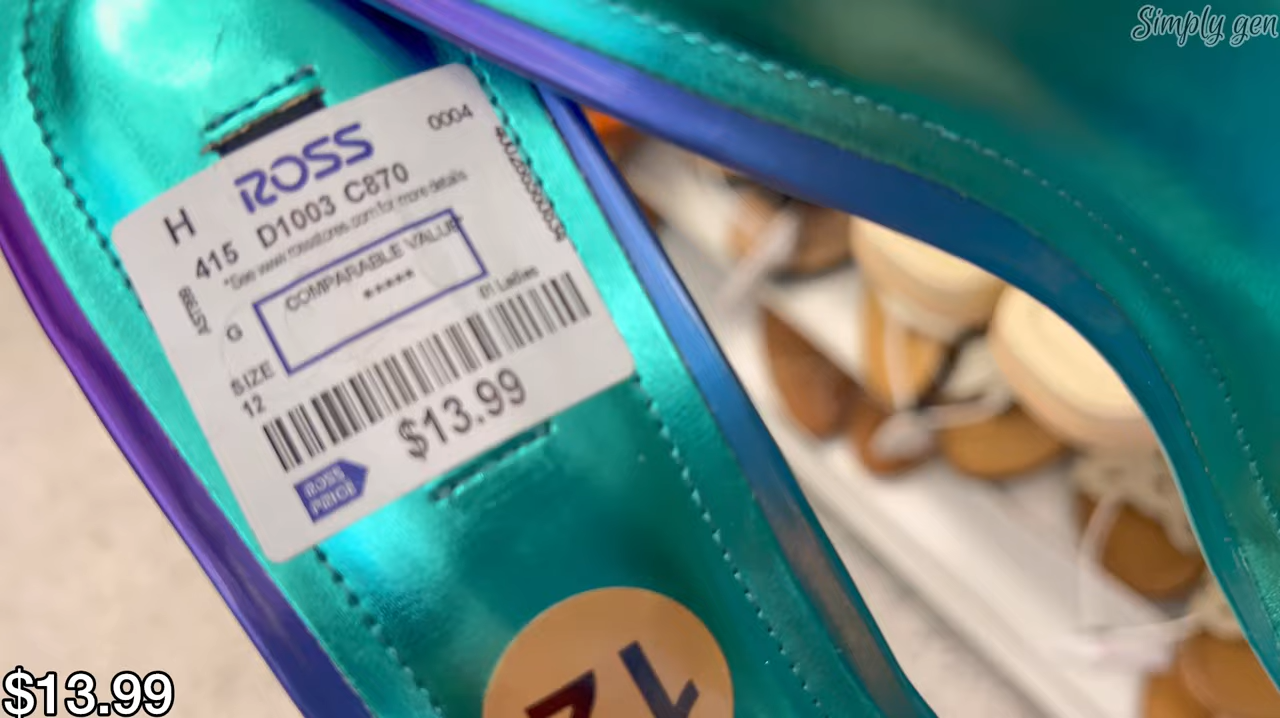 Simply gen
0004
ROSS
H
415 D1003 C870
*See www.rossstores.com for more details
COMPARABLE VALUE
*****
G
#1 Ladies
SIZE
12
$13.99
ROSS
PRICE
12
$13.99